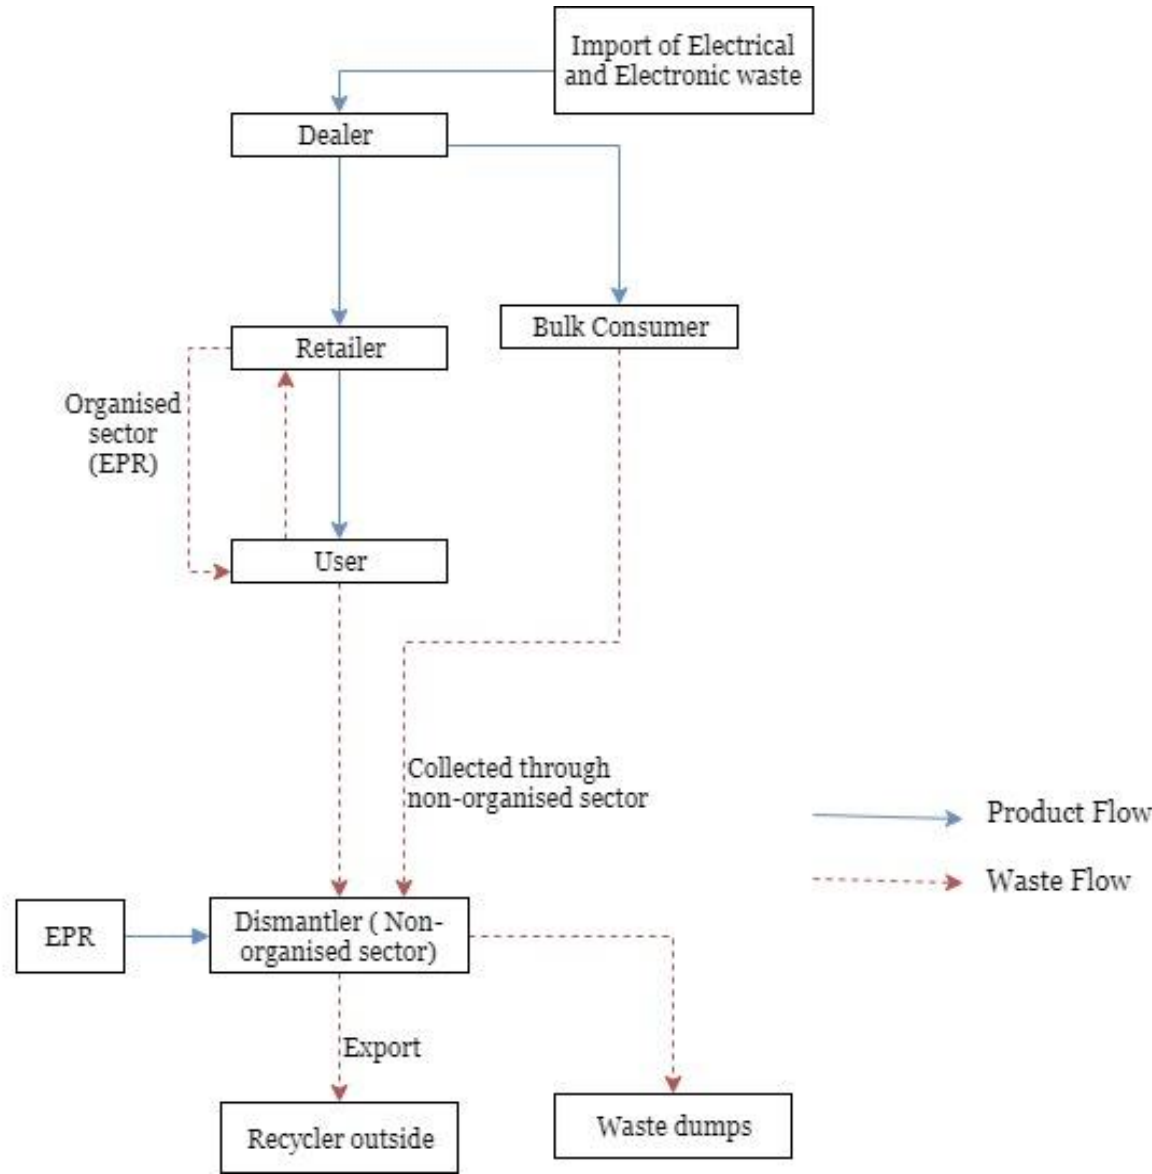 Import of Electrical
and Electronic waste
Dealer
Bulk Consumer
Retailer
Organised
sector
(EPR)
User
Collected through
non-organised sector
Product Flow
Waste Flow
EPR
Dismantler ( Non-
organised sector)
Export
Recycler outside
Waste dumps